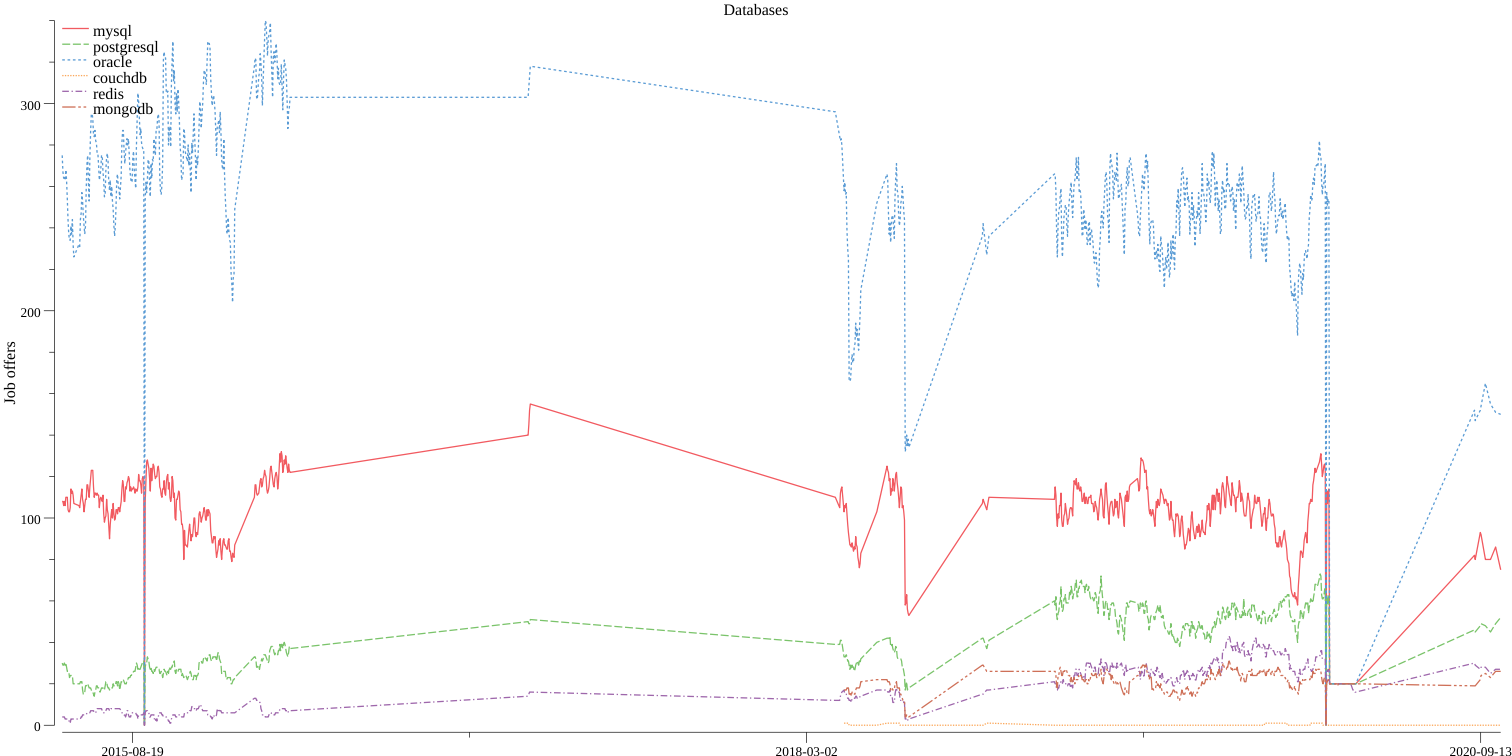 Databases
mysql
postgresql
oracle
couchdb
redis
mongodb
300
200
100
0
Job offers
2015-08-19
2018-03-02
2020-09-13